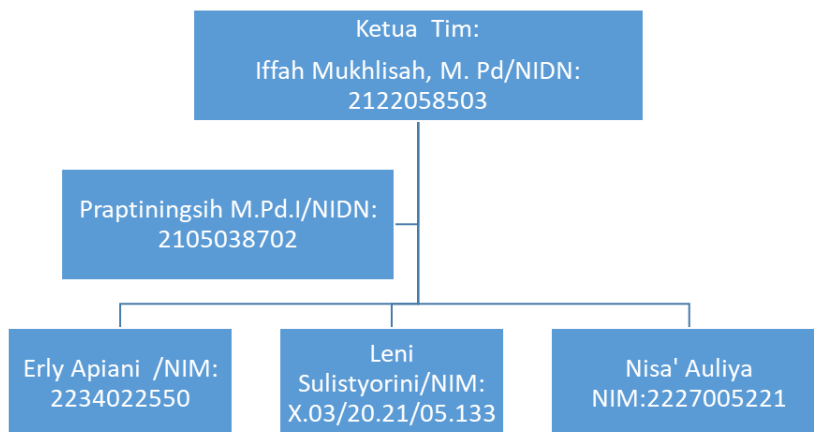 Ketua  Tim:
Iffah Mukhlisah, M. Pd/NIDN:
2122058503
Praptiningsih M.Pd.I/NIDN:
2105038702
Erly Apiani  /NIM:
2234022550
Leni
Sulistyorini/NIM:
X.03/20.21/05.133
Nisa' Auliya
NIM:2227005221